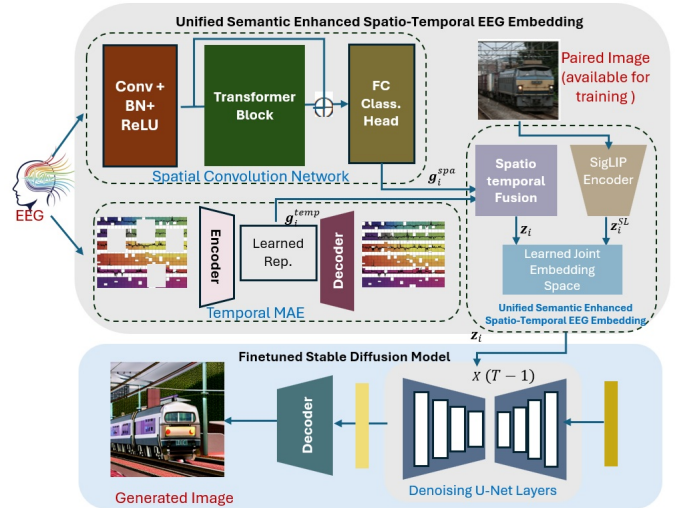 Unified Semantic Enhanced Spatio-Temporal EEG Embedding
Conv +
BN+
ReLU
Transformer
Block
FC
Class.
Head
Spatial Convolution Network
Paired Image
(available for
training )
EEG
g_i^{spa}
g_i^{temp}
Encoder
Learned
Rep.
Decoder
Temporal MAE
Spatio
temporal
Fusion
SigLIP
Encoder
z_i
z_i^{SL}
Learned Joint
Embedding
Space
Unified Semantic Enhanced
Spatio-Temporal EEG Embedding
z_i
Finetuned Stable Diffusion Model
X (T − 1)
Decoder
Generated Image
Denoising U-Net Layers